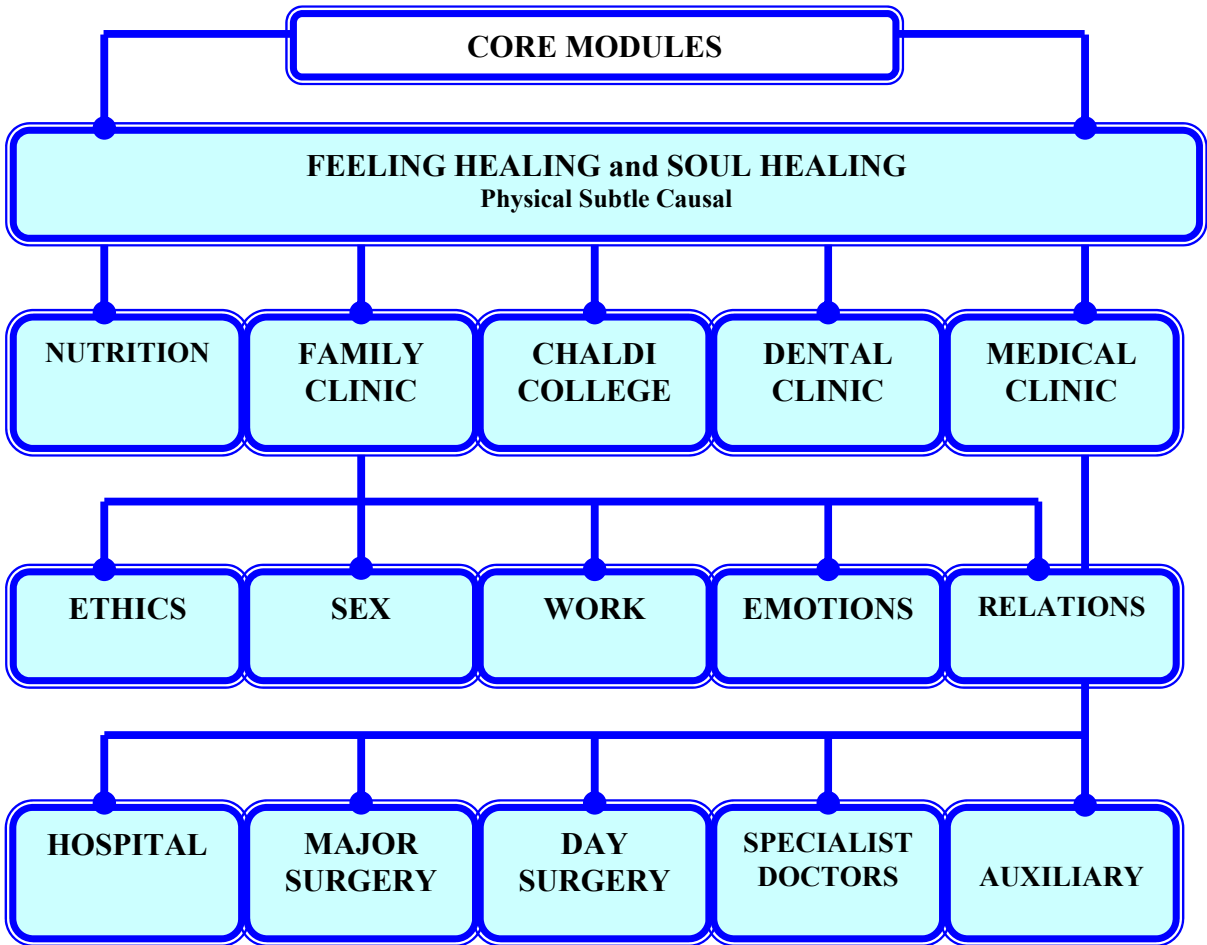 CORE MODULES
FEELING HEALING and SOUL HEALING
Physical Subtle Causal
NUTRITION
FAMILY
CLINIC
CHALDI
COLLEGE
DENTAL
CLINIC
MEDICAL
CLINIC
ETHICS
SEX
WORK
EMOTIONS
RELATIONS
HOSPITAL
MAJOR
SURGERY
DAY
SURGERY
SPECIALIST
DOCTORS
AUXILIARY